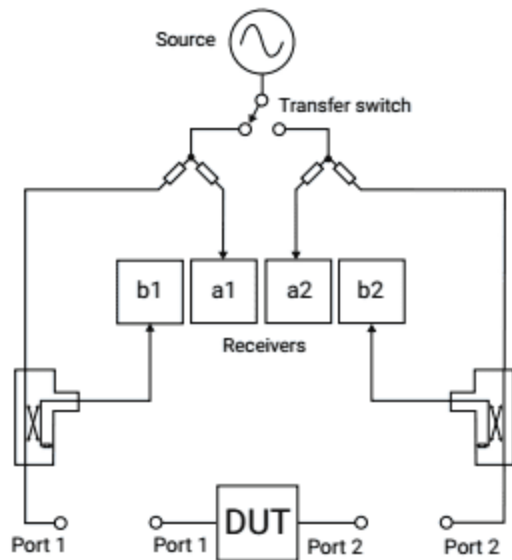 Source
Transfer switch
b1
a1
a2
b2
Receivers
DUT
Port 1
Port 1
Port 2
Port 2